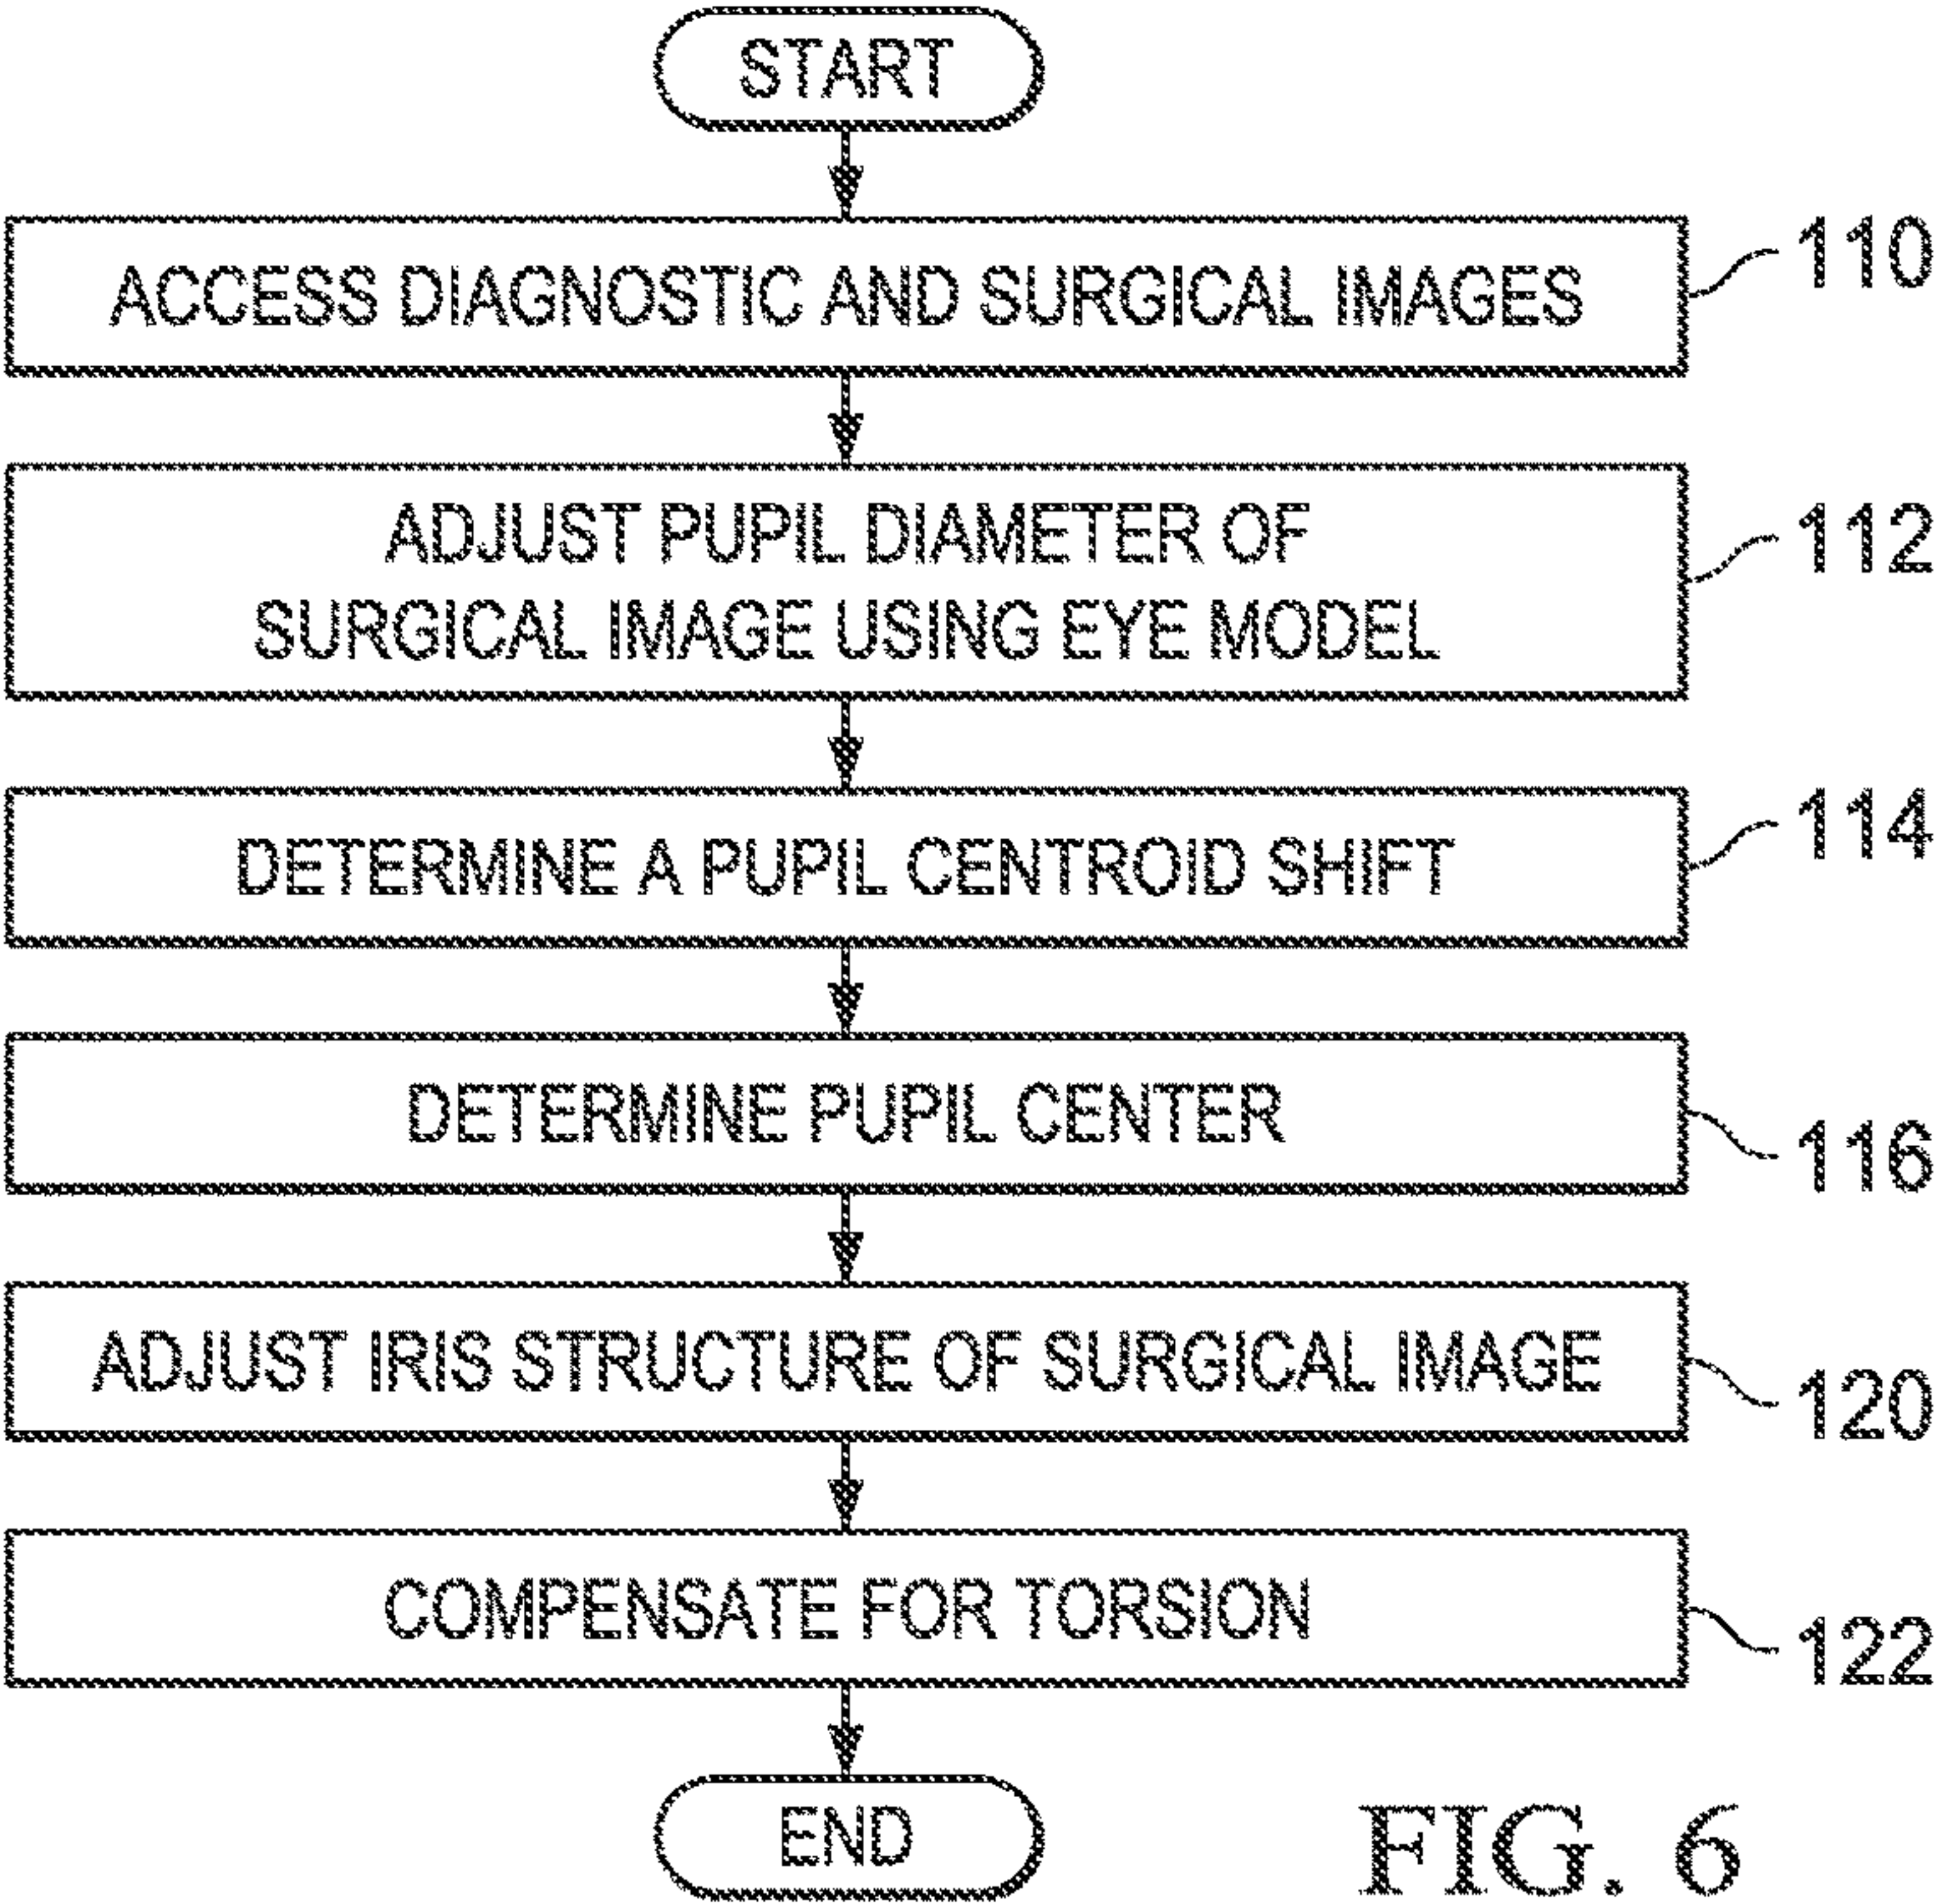 START
ACCESS DIAGNOSTIC AND SURGICAL IMAGES
110
ADJUST PUPIL DIAMETER OF
SURGICAL IMAGE USING EYE MODEL
112
DETERMINE A PUPIL CENTROID SHIFT
114
DETERMINE PUPIL CENTER
116
ADJUST IRIS STRUCTURE OF SURGICAL IMAGE
120
COMPENSATE FOR TORSION
122
END
FIG. 6